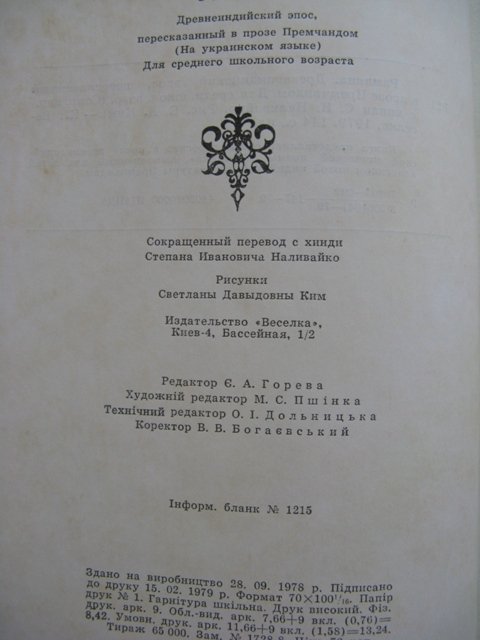 Древнеиндийский эпос,
пересказанный в прозе Премчандом
(На украинском языке)
Для среднего школьного возраста
Сокращенный перевод с хинди
Степана Ивановича Наливайко
Рисунки
Светланы Давыдовны Ким
Издательство «Веселка»,
Киев-4, Бассейная, 1/2
Редактор Є. А. Горева
Художній редактор М. С. Пшінка
Технічний редактор О. І. Дольницька
Коректор В. В. Богаєвський
Інформ. бланк № 1215
Здано на виробництво 28. 09. 1978 р. Підписано
до друку 15. 02. 1979 р. Формат 70×100¹/₁₆. Папір
друк № 1. Гарнітура шкільна. Друк високий. Фіз.
друк. арк. 9. Обл.-вид. арк. 7,66+9 вкл. (0,76)=
8,42. Умовн. друк. арк. 11,66+9 вкл. (1,58)=13,24.
Тираж 65 000. Зам. №